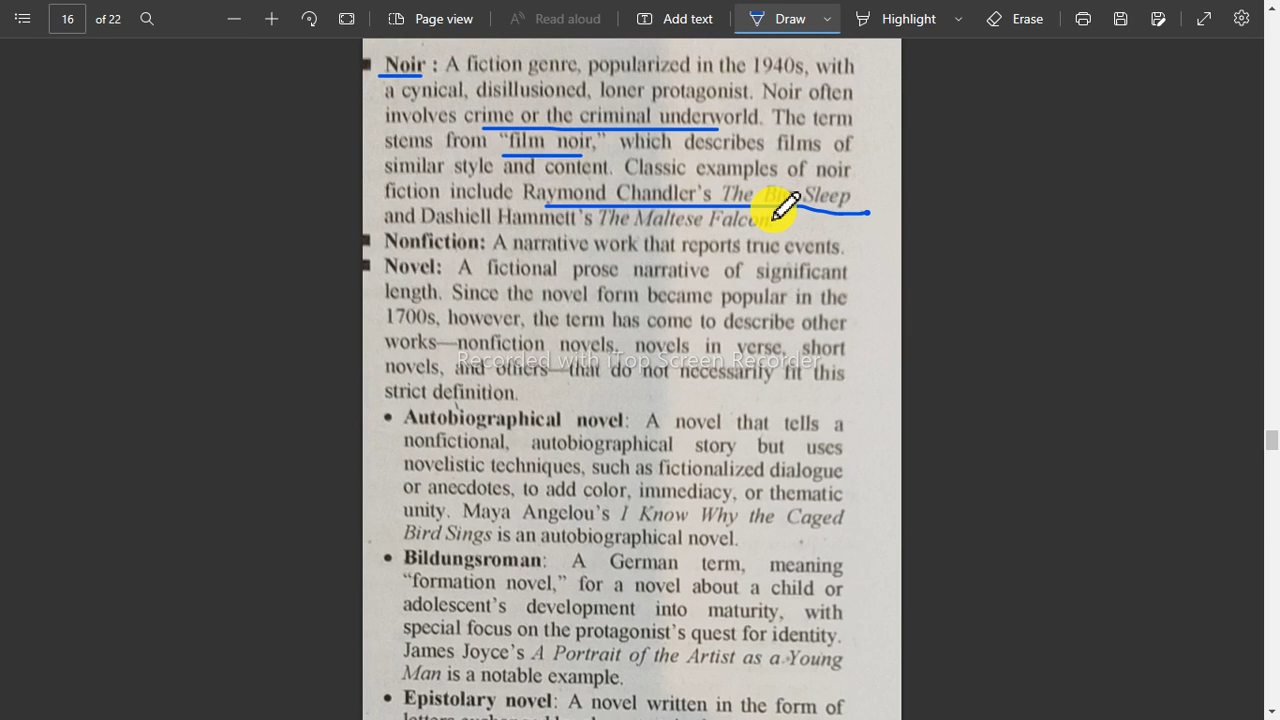 16 of 22 Page view Read aloud Add text Draw Highlight Erase
Noir : A fiction genre, popularized in the 1940s, with
a cynical, disillusioned, loner protagonist. Noir often
involves crime or the criminal underworld. The term
stems from “film noir,” which describes films of
similar style and content. Classic examples of noir
fiction include Raymond Chandler’s The Big Sleep
and Dashiell Hammett’s The Maltese Falcon.
Nonfiction: A narrative work that reports true events.
Novel: A fictional prose narrative of significant
length. Since the novel form became popular in the
1700s, however, the term has come to describe other
works—nonfiction novels, novels in verse, short
Recorded with iTop Screen Recorder
novels, and others—that do not necessarily fit this
strict definition.
• Autobiographical novel: A novel that tells a
nonfictional, autobiographical story but uses
novelistic techniques, such as fictionalized dialogue
or anecdotes, to add color, immediacy, or thematic
unity. Maya Angelou’s I Know Why the Caged
Bird Sings is an autobiographical novel.
• Bildungsroman: A German term, meaning
“formation novel,” for a novel about a child or
adolescent’s development into maturity, with
special focus on the protagonist’s quest for identity.
James Joyce’s A Portrait of the Artist as a Young
Man is a notable example.
• Epistolary novel: A novel written in the form of